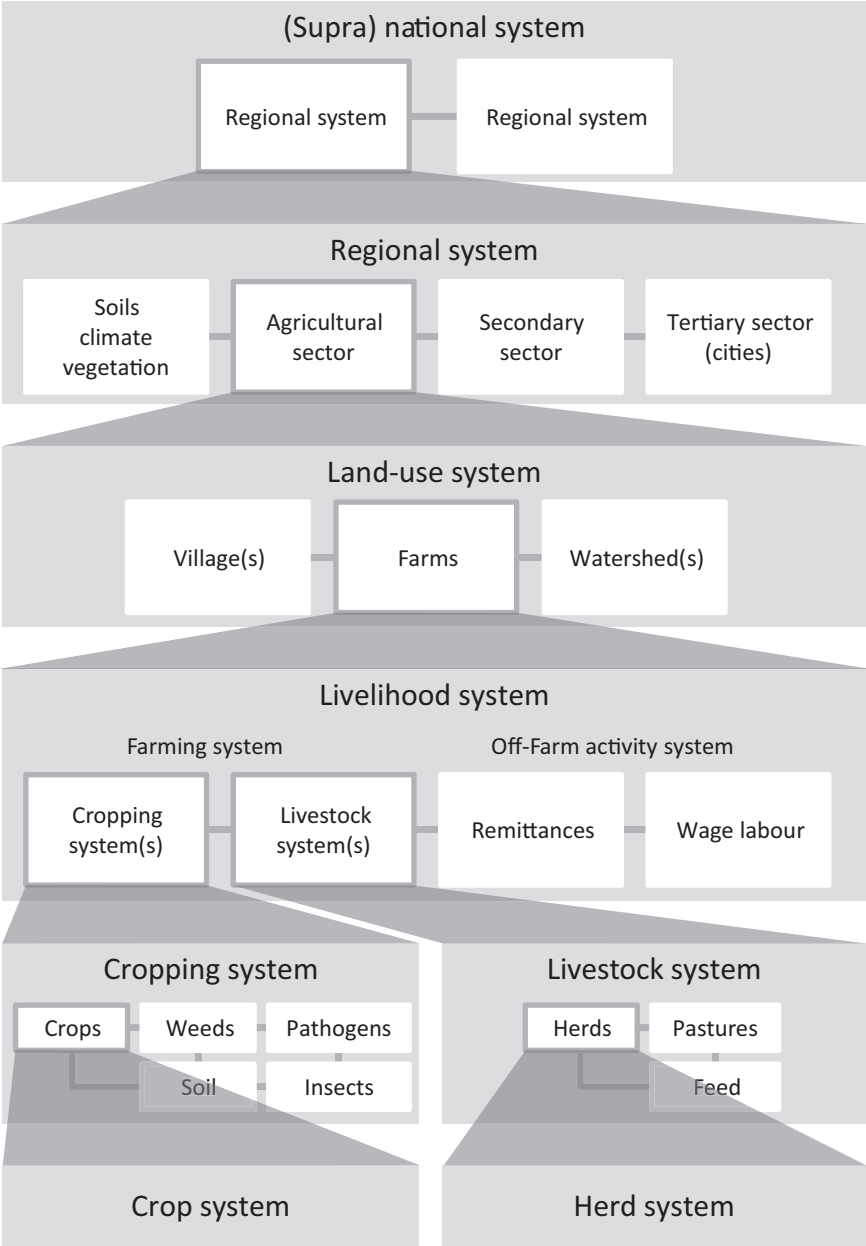 (Supra) national system
Regional system
Regional system
Regional system
Soils
climate
vegetation
Agricultural
sector
Secondary
sector
Tertiary sector
(cities)
Land-use system
Village(s)
Farms
Watershed(s)
Livelihood system
Farming system
Off-Farm activity system
Cropping
system(s)
Livestock
system(s)
Remittances
Wage labour
Cropping system
Crops
Weeds
Pathogens
Soil
Insects
Livestock system
Herds
Pastures
Feed
Crop system
Herd system